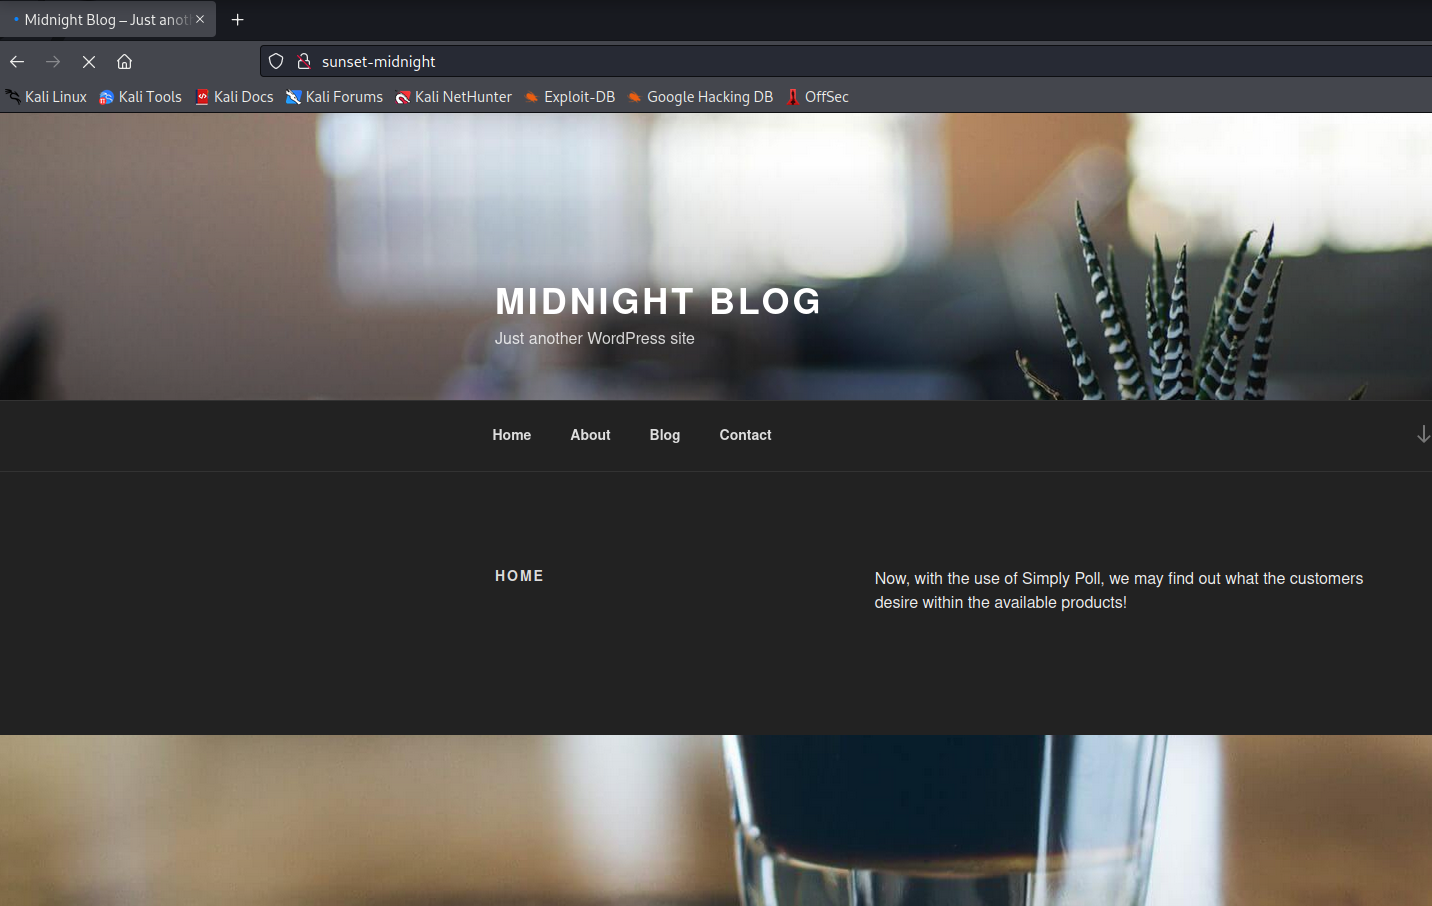 Midnight Blog – Just anot
sunset-midnight
Kali Linux Kali Tools Kali Docs Kali Forums Kali NetHunter Exploit-DB Google Hacking DB OffSec
MIDNIGHT BLOG
Just another WordPress site
Home About Blog Contact
HOME
Now, with the use of Simply Poll, we may find out what the customers
desire within the available products!